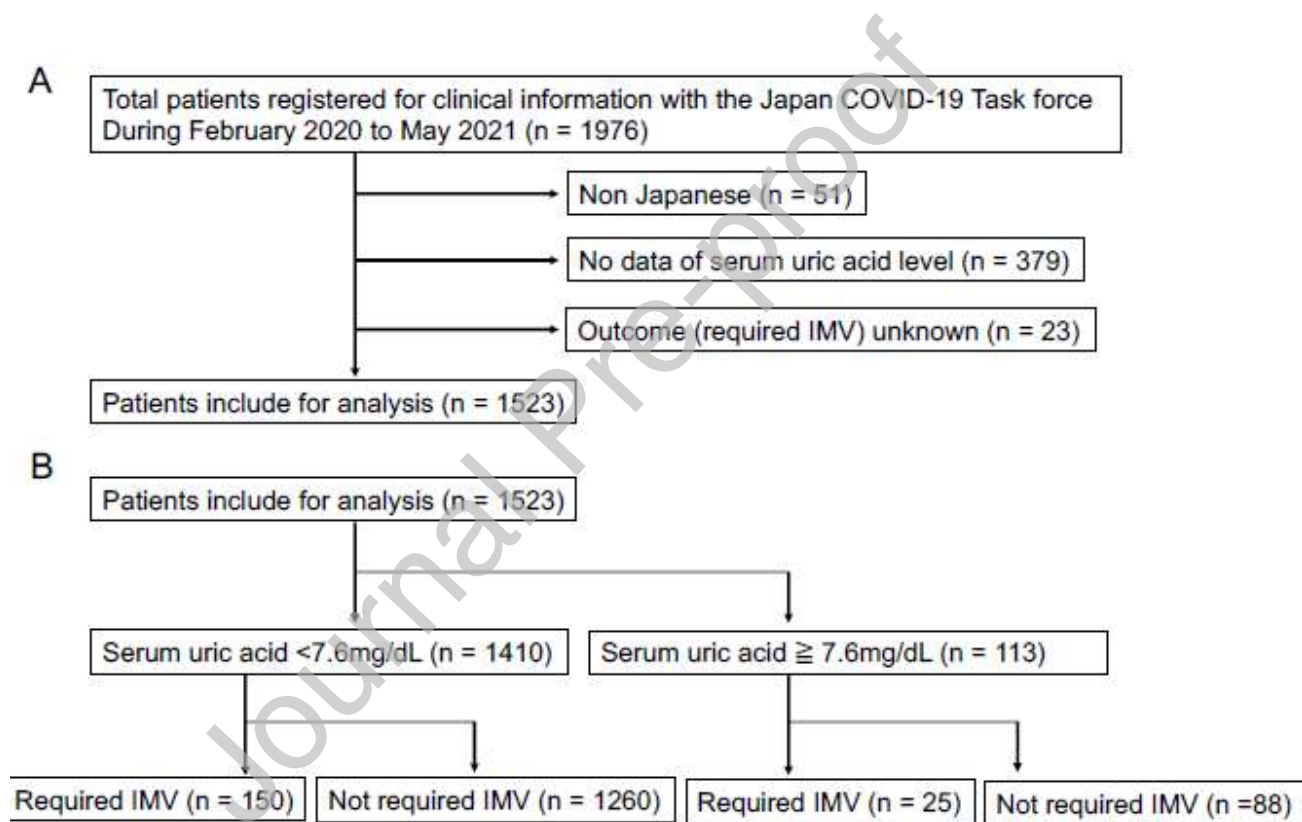 A
Total patients registered for clinical information with the Japan COVID-19 Task force
During February 2020 to May 2021 (n = 1976)
Non Japanese (n = 51)
No data of serum uric acid level (n = 379)
Outcome (required IMV) unknown (n = 23)
Patients include for analysis (n = 1523)
B
Patients include for analysis (n = 1523)
Serum uric acid <7.6mg/dL (n = 1410)
Serum uric acid ≧ 7.6mg/dL (n = 113)
Required IMV (n = 150)
Not required IMV (n = 1260)
Required IMV (n = 25)
Not required IMV (n =88)
Journal Pre-proof